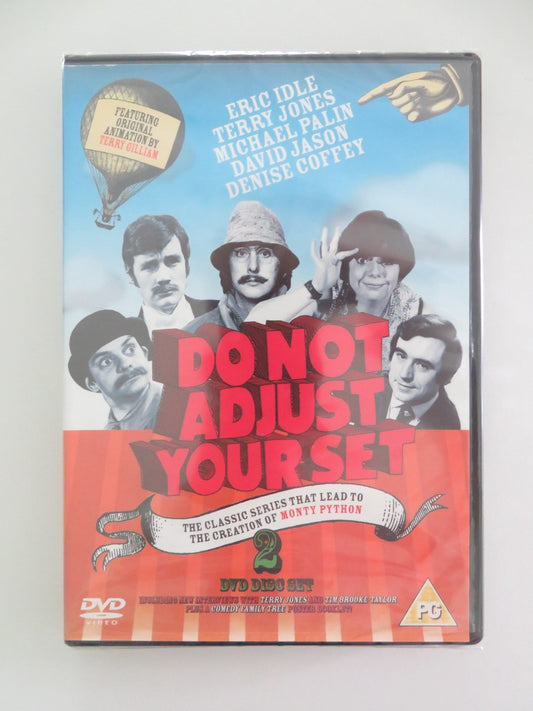 FEATURING
ORIGINAL
ANIMATION BY
TERRY GILLIAM
ERIC IDLE
TERRY JONES
MICHAEL PALIN
DAVID JASON
DENISE COFFEY
DO NOT
ADJUST
YOUR SET
THE CLASSIC SERIES THAT LEAD TO
THE CREATION OF MONTY PYTHON
2
DVD DISC SET
INCLUDING NEW INTERVIEWS WITH TERRY JONES AND TIM BROOKE-TAYLOR
PLUS A COMEDY FAMILY TREE POSTER BOOKLET!
DVD
VIDEO
PG